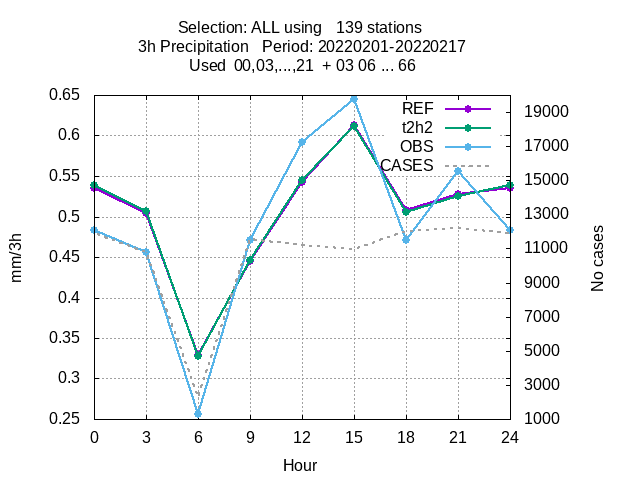 Selection: ALL using   139 stations
3h Precipitation   Period: 20220201-20220217
Used  00,03,...,21  + 03 06 ... 66
0.65
0.6
0.55
0.5
0.45
0.4
0.35
0.3
0.25
mm/3h
REF
t2h2
OBS
CASES
19000
17000
15000
13000
11000
9000
7000
5000
3000
1000
No cases
0 3 6 9 12 15 18 21 24
Hour